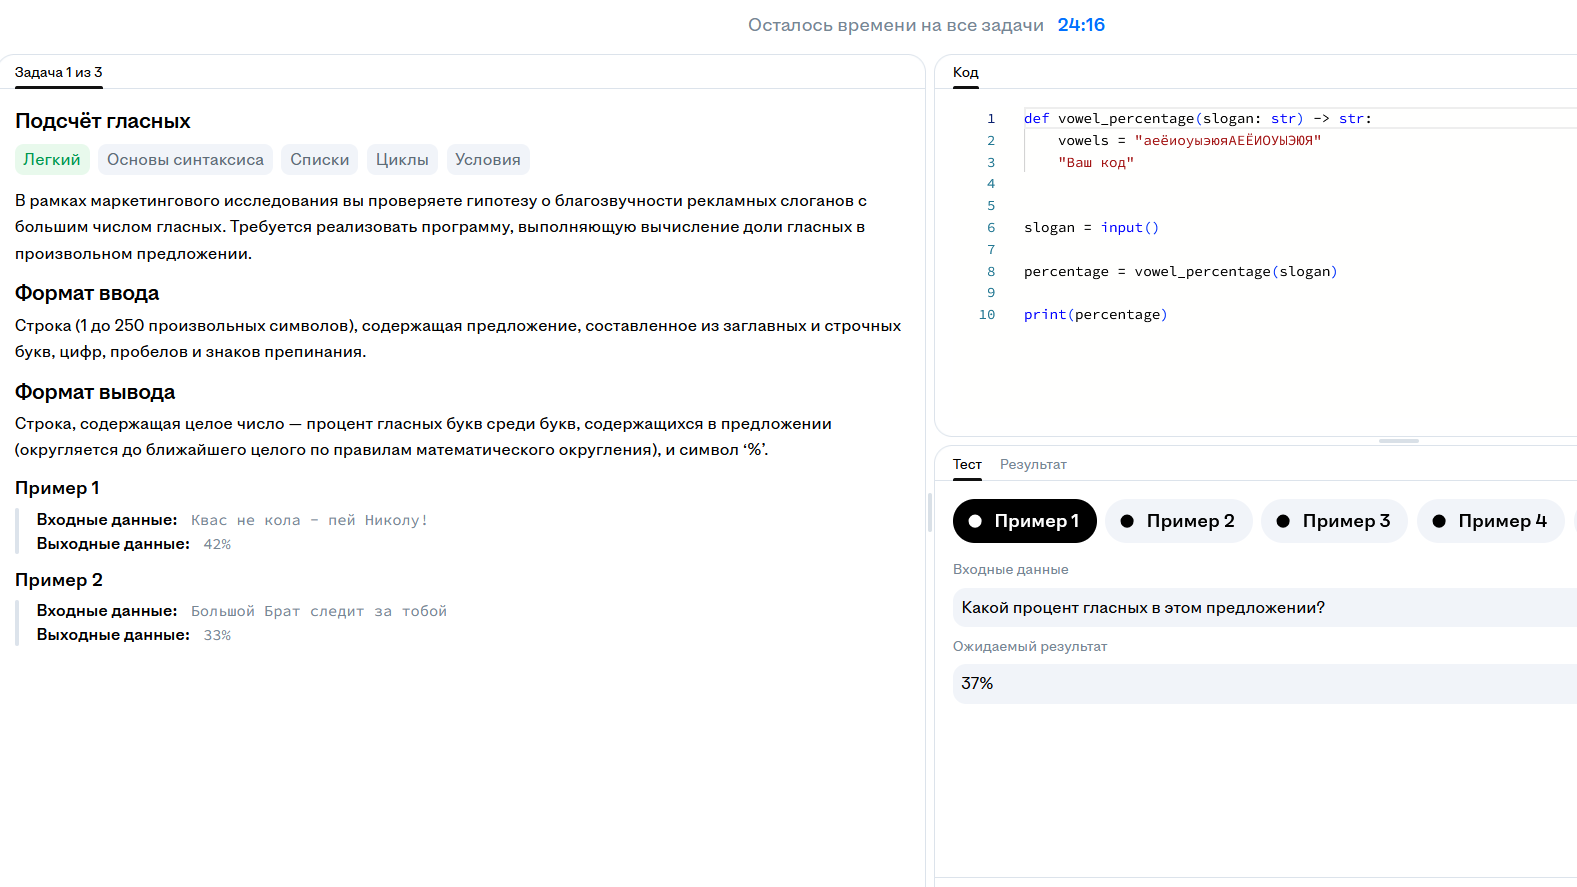 Осталось времени на все задачи 24:16
Задача 1 из 3
Подсчёт гласных
Легкий Основы синтаксиса Списки Циклы Условия
В рамках маркетингового исследования вы проверяете гипотезу о благозвучности рекламных слоганов с
большим числом гласных. Требуется реализовать программу, выполняющую вычисление доли гласных в
произвольном предложении.
Формат ввода
Строка (1 до 250 произвольных символов), содержащая предложение, составленное из заглавных и строчных
букв, цифр, пробелов и знаков препинания.
Формат вывода
Строка, содержащая целое число — процент гласных букв среди букв, содержащихся в предложении
(округляется до ближайшего целого по правилам математического округления), и символ ‘%’.
Пример 1
Входные данные: Квас не кола - пей Николу!
Выходные данные: 42%
Пример 2
Входные данные: Большой Брат следит за тобой
Выходные данные: 33%
Код
1 def vowel_percentage(slogan: str) -> str:
2 vowels = "аеёиоуыэюяАЕЁИОУЫЭЮЯ"
3 "Ваш код"
4
5
6 slogan = input()
7
8 percentage = vowel_percentage(slogan)
9
10 print(percentage)
Тест Результат
Пример 1 Пример 2 Пример 3 Пример 4
Входные данные
Какой процент гласных в этом предложении?
Ожидаемый результат
37%